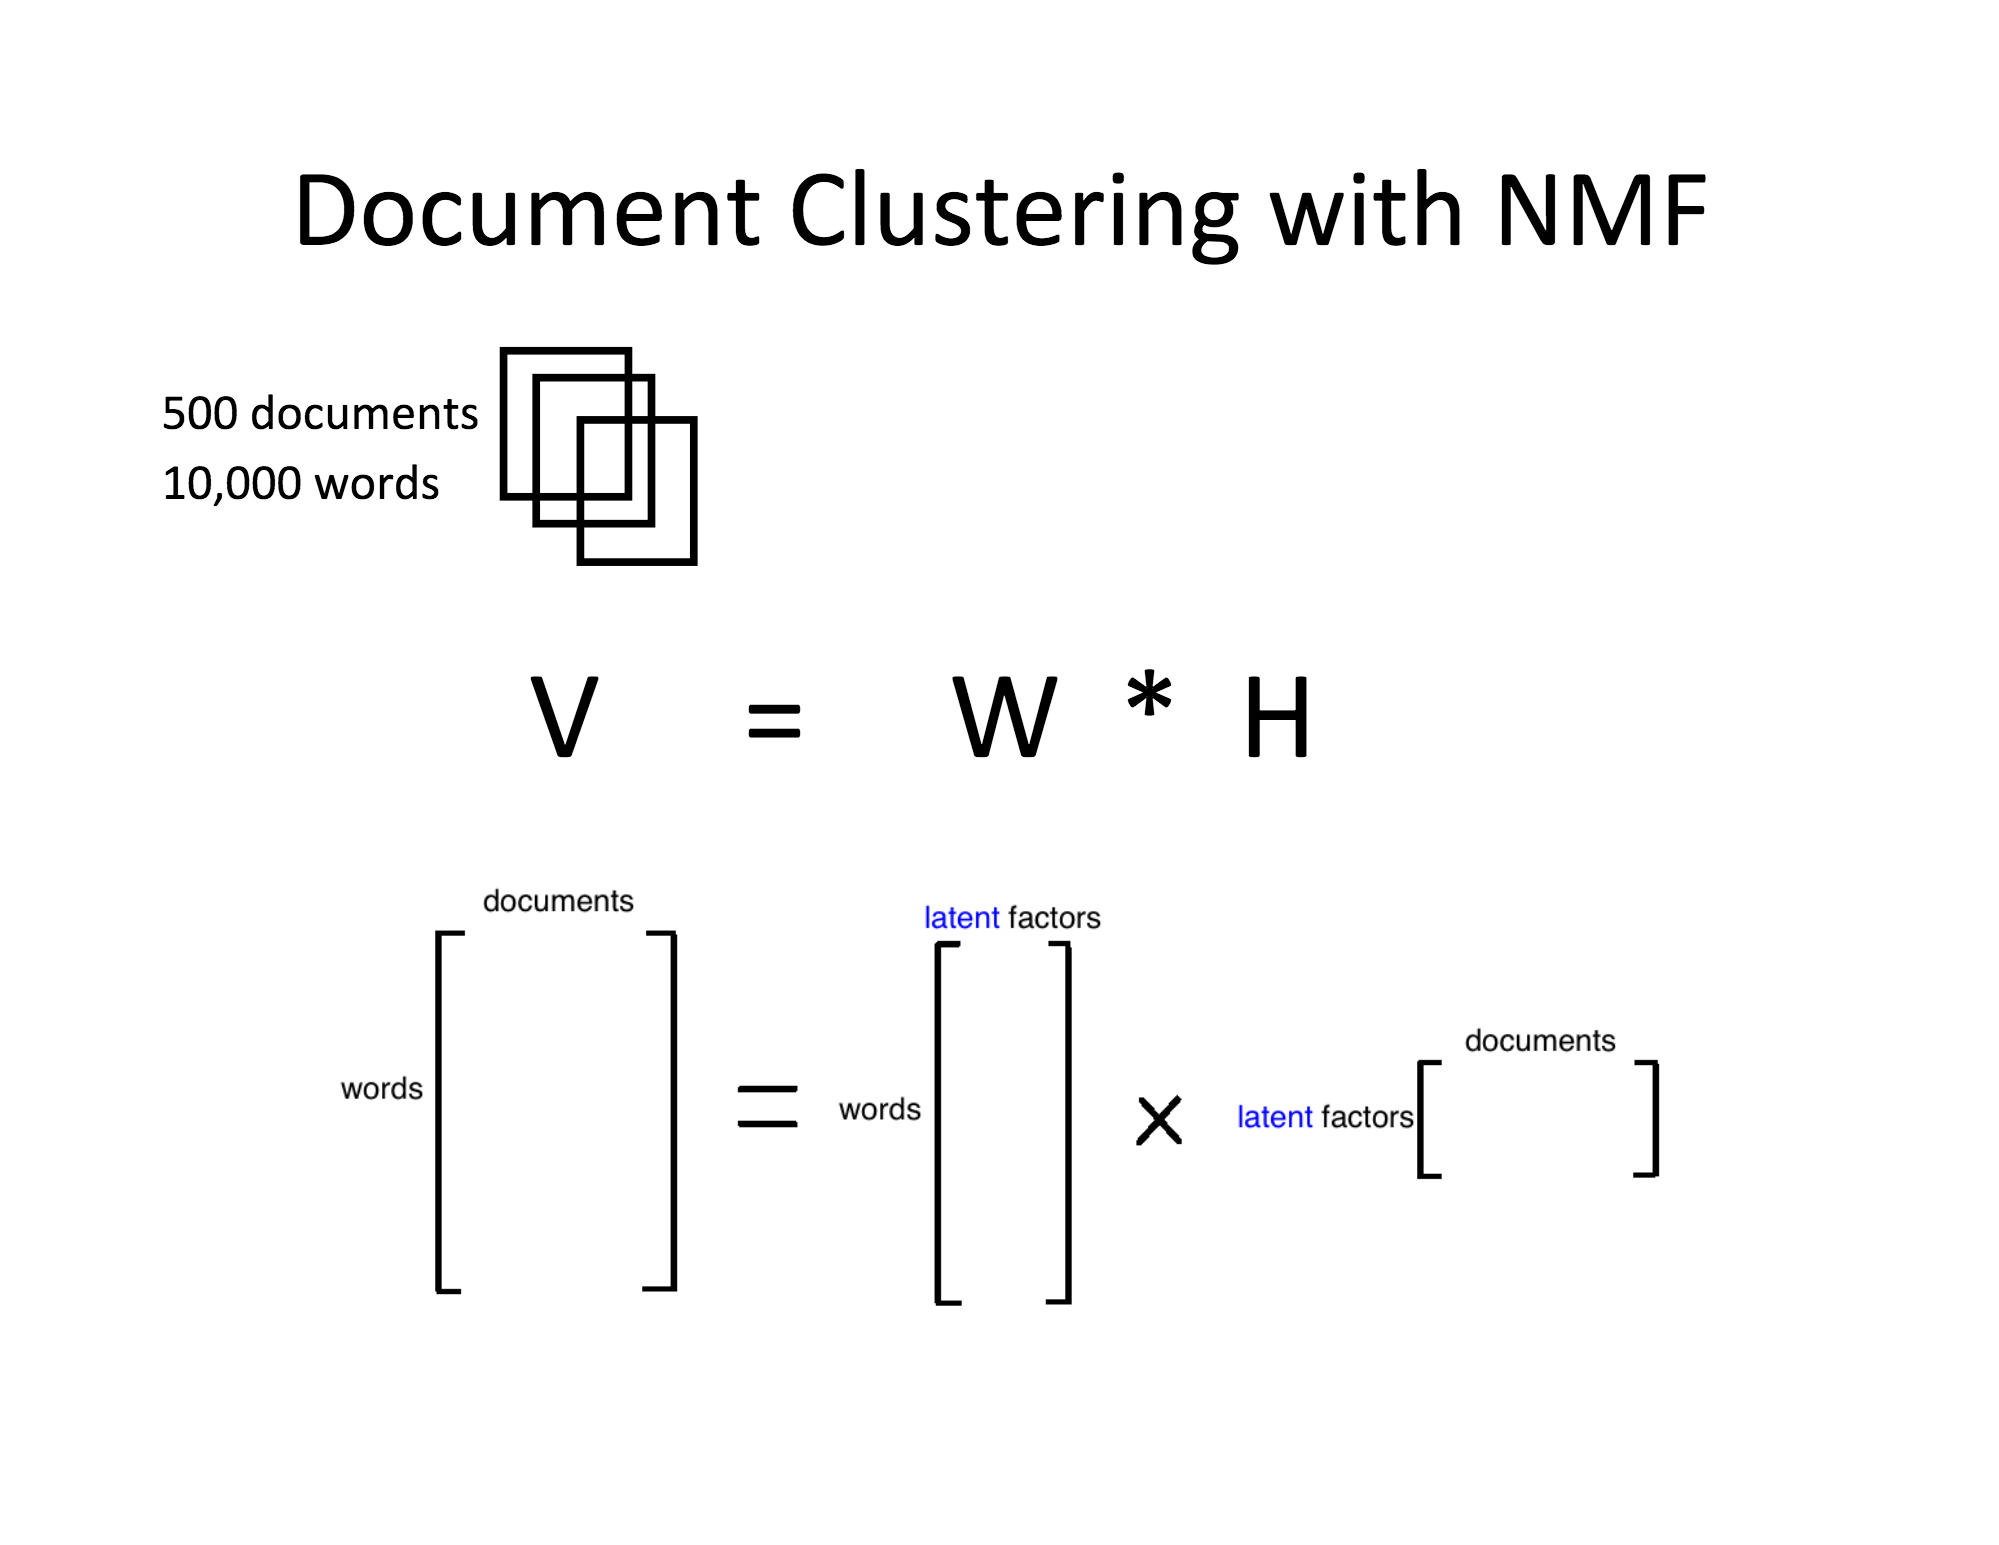 Document Clustering with NMF
500 documents
10,000 words
V = W * H
documents
latent factors
documents
words
=
words
×
latent factors